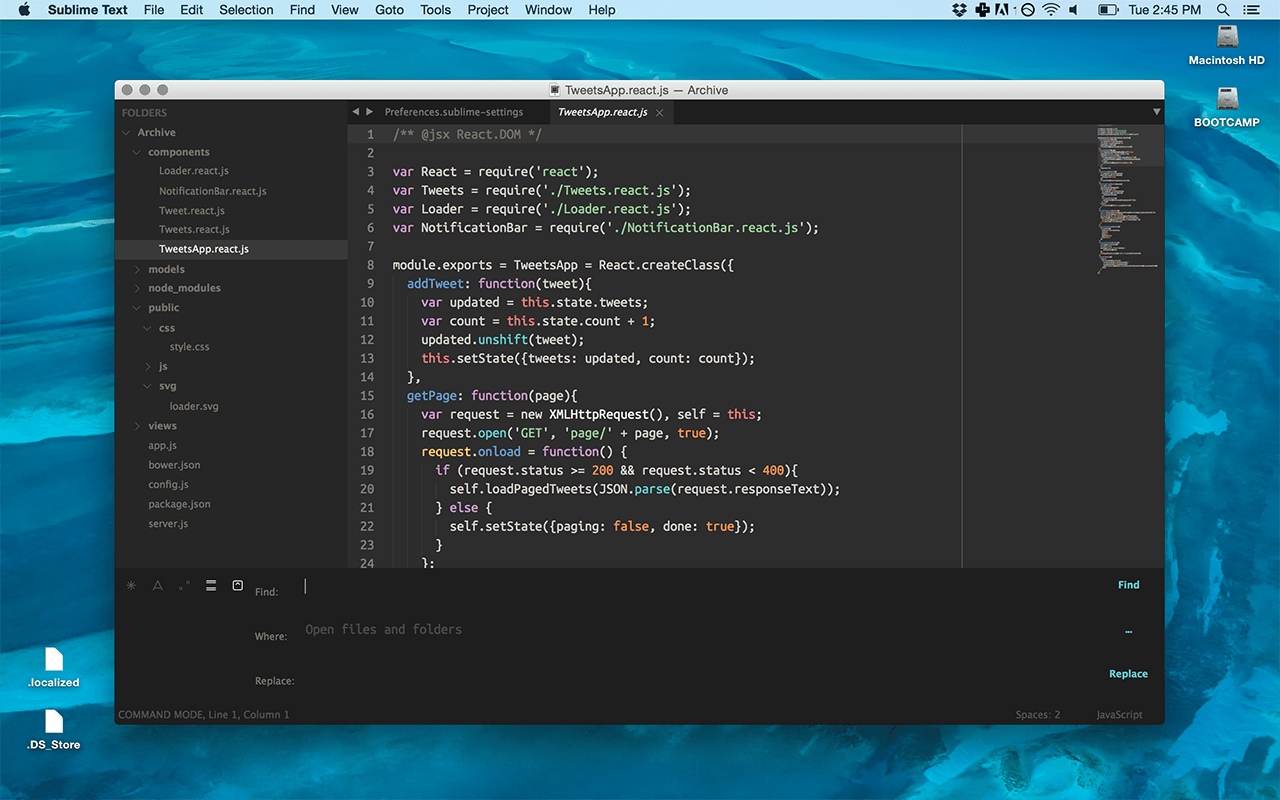 Sublime Text File Edit Selection Find View Goto Tools Project Window Help Tue 2:45 PM
Macintosh HD
BOOTCAMP
TweetsApp.react.js — Archive
FOLDERS
Archive
components
Loader.react.js
NotificationBar.react.js
Tweet.react.js
Tweets.react.js
TweetsApp.react.js
models
node_modules
public
css
style.css
js
svg
loader.svg
views
app.js
bower.json
config.js
package.json
server.js
Preferences.sublime-settings TweetsApp.react.js
1 /** @jsx React.DOM */
2
3 var React = require('react');
4 var Tweets = require('./Tweets.react.js');
5 var Loader = require('./Loader.react.js');
6 var NotificationBar = require('./NotificationBar.react.js');
7
8 module.exports = TweetsApp = React.createClass({
9 addTweet: function(tweet){
10 var updated = this.state.tweets;
11 var count = this.state.count + 1;
12 updated.unshift(tweet);
13 this.setState({tweets: updated, count: count});
14 },
15 getPage: function(page){
16 var request = new XMLHttpRequest(), self = this;
17 request.open('GET', 'page/' + page, true);
18 request.onload = function() {
19 if (request.status >= 200 && request.status < 400){
20 self.loadPagedTweets(JSON.parse(request.responseText));
21 } else {
22 self.setState({paging: false, done: true});
23 }
24 };
Find: Find
Where: Open files and folders ...
Replace: Replace
COMMAND MODE, Line 1, Column 1 Spaces: 2 JavaScript
.localized
.DS_Store